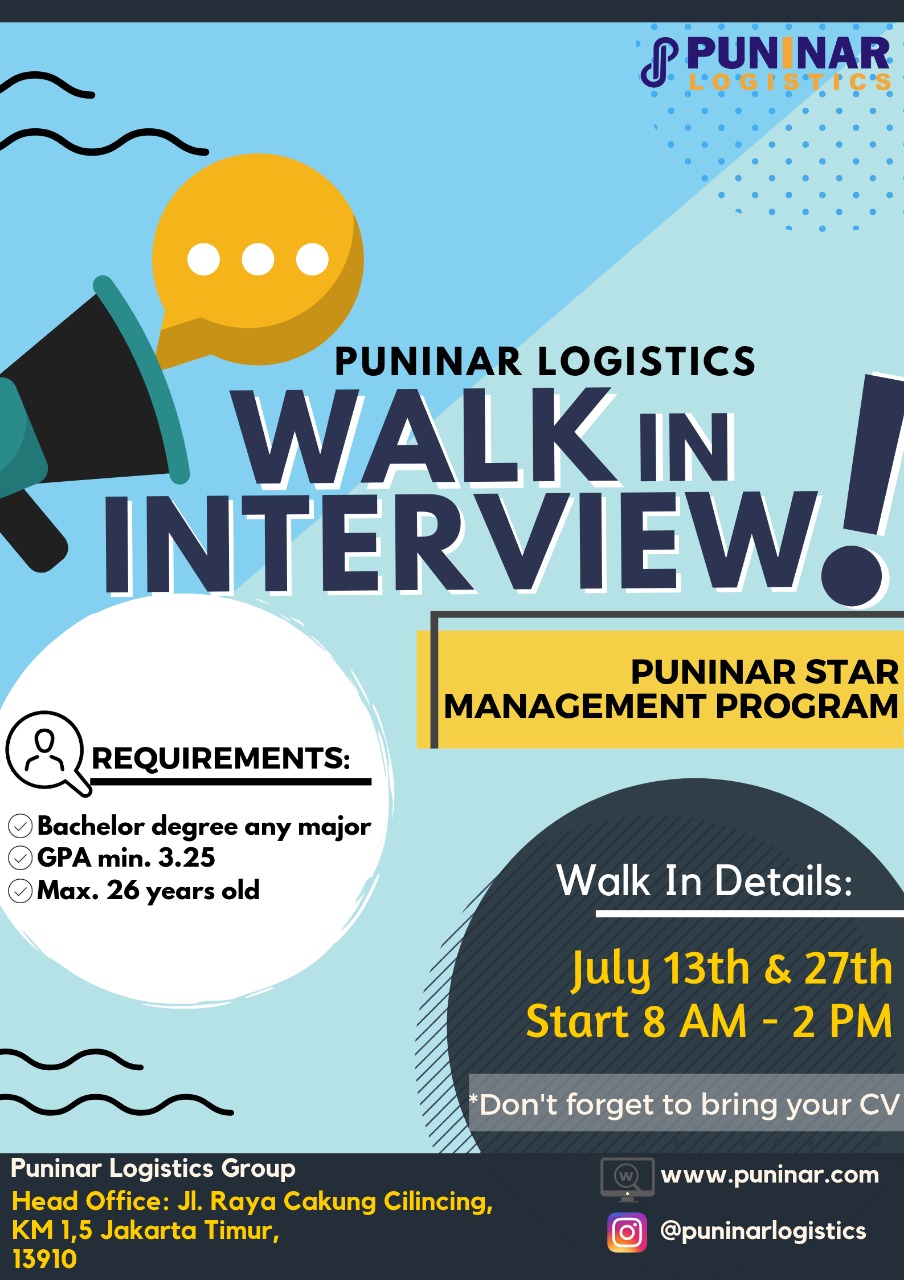 PUNINAR
LOGISTICS
PUNINAR LOGISTICS
WALK IN
INTERVIEW!
PUNINAR STAR
MANAGEMENT PROGRAM
REQUIREMENTS:
Bachelor degree any major
GPA min. 3.25
Max. 26 years old
Walk In Details:
July 13th & 27th
Start 8 AM - 2 PM
*Don't forget to bring your CV
Puninar Logistics Group
Head Office: Jl. Raya Cakung Cilincing,
KM 1,5 Jakarta Timur,
13910
W
www.puninar.com
@puninarlogistics